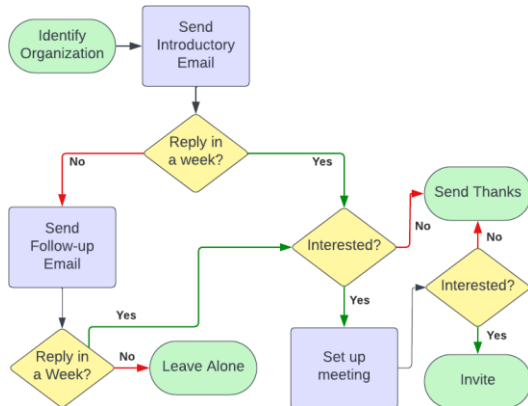 Identify
Organization
Send
Introductory
Email
Reply in
a week?
No
Yes
Send
Follow-up
Email
Interested?
No
Send Thanks
No
Interested?
Yes
Yes
Yes
Reply in
a Week?
No
Leave Alone
Set up
meeting
Invite